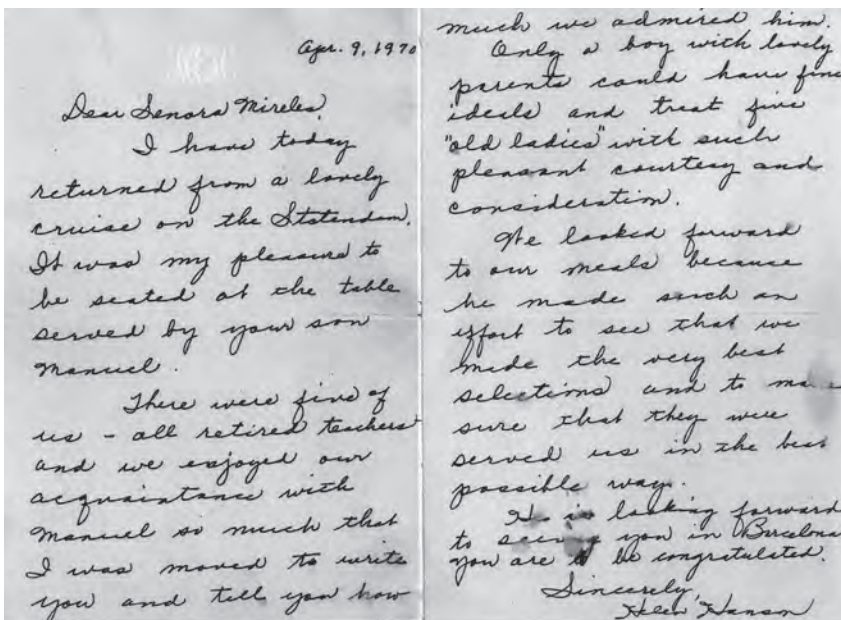 Apr. 9, 1970
Dear Senora Mireles,
I have today
returned from a lovely
cruise on the Statendam.
It was my pleasure to
be seated at the table
served by your son
Manuel.
There were five of
us - all retired teachers
and we enjoyed our
acquaintance with
Manuel so much that
I was moved to write
you and tell you how
much we admired him.
Only a boy with lovely
parents could have fine
ideals and treat five
"old ladies" with such
pleasant courtesy and
consideration.
We looked forward
to our meals because
he made such an
effort to see that we
made the very best
selections and to make
sure that they were
served us in the best
possible way.
He is looking forward
to seeing you in Barcelona
you are to be congratulated.
Sincerely,
Helen Hanson